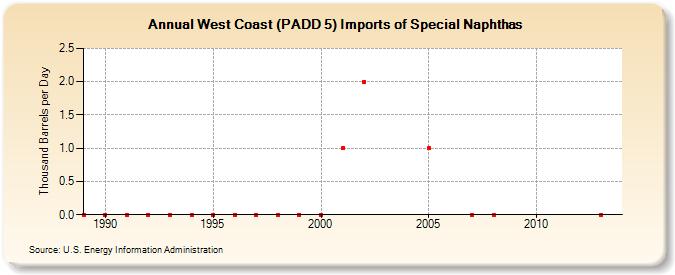 Annual West Coast (PADD 5) Imports of Special Naphthas
Thousand Barrels per Day
2.5
2.0
1.5
1.0
0.5
0.0
1990 1995 2000 2005 2010
Source: U.S. Energy Information Administration